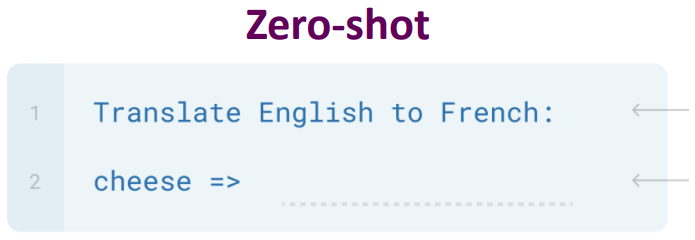 Zero-shot
1 Translate English to French:
2 cheese =>